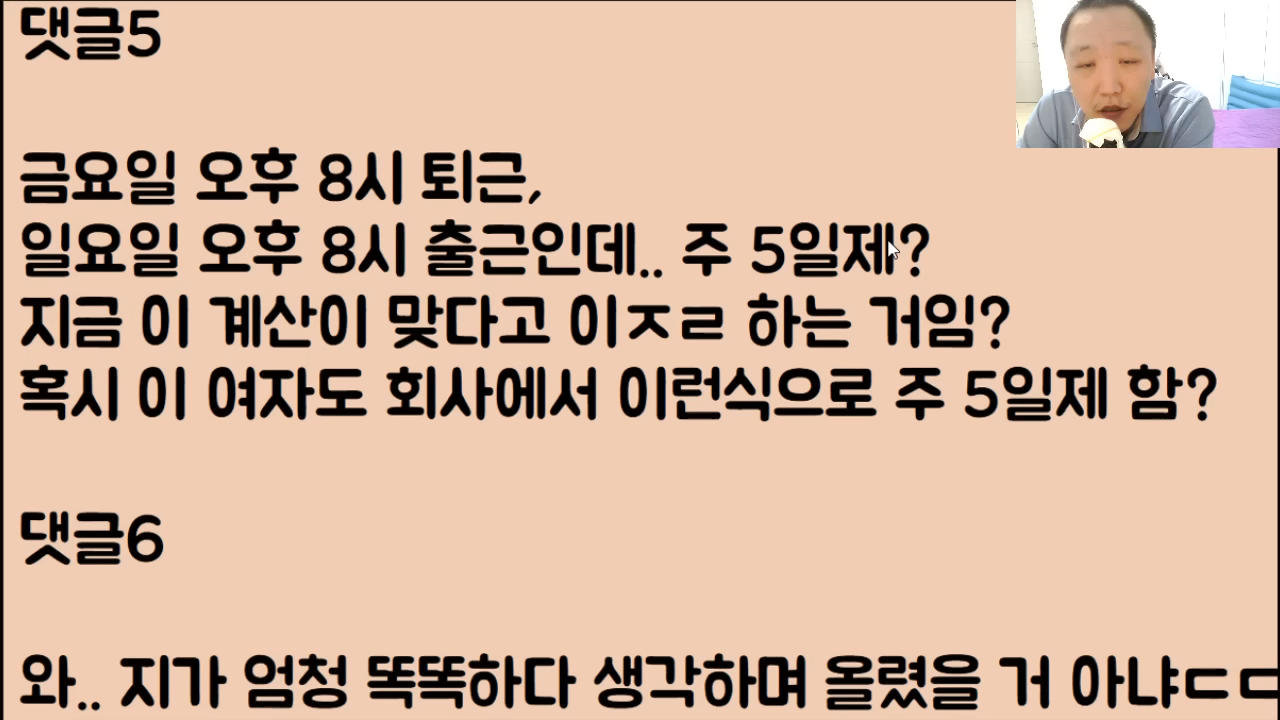 댓글5
금요일 오후 8시 퇴근,
일요일 오후 8시 출근인데.. 주 5일제?
지금 이 계산이 맞다고 이ㅈㄹ 하는 거임?
혹시 이 여자도 회사에서 이런식으로 주 5일제 함?
댓글6
와.. 지가 엄청 똑똑하다 생각하며 올렸을 거 아냐ㄷㄷ